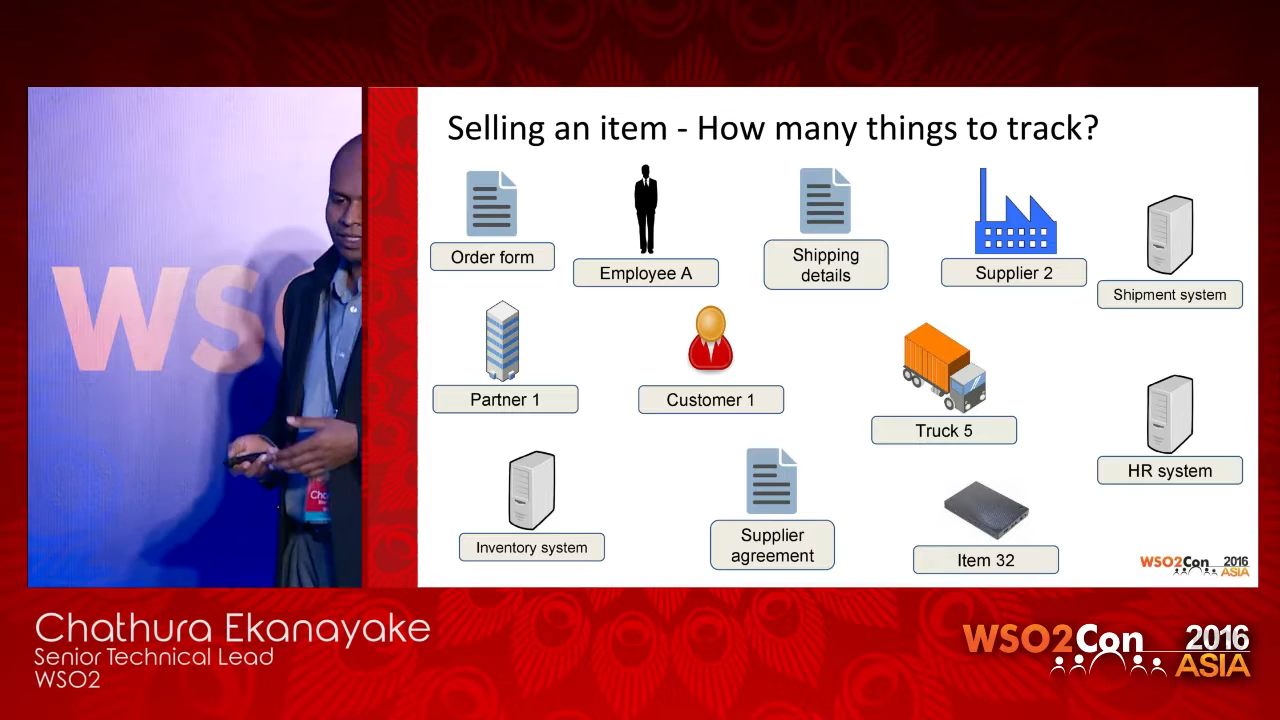 Selling an item - How many things to track?
Order form
Employee A
Shipping
details
Supplier 2
Shipment system
Partner 1
Customer 1
Truck 5
HR system
Inventory system
Supplier
agreement
Item 32
WSO2Con 2016
ASIA
WSO
Cha
Chathura Ekanayake
Senior Technical Lead
WSO2
WSO2Con 2016
ASIA